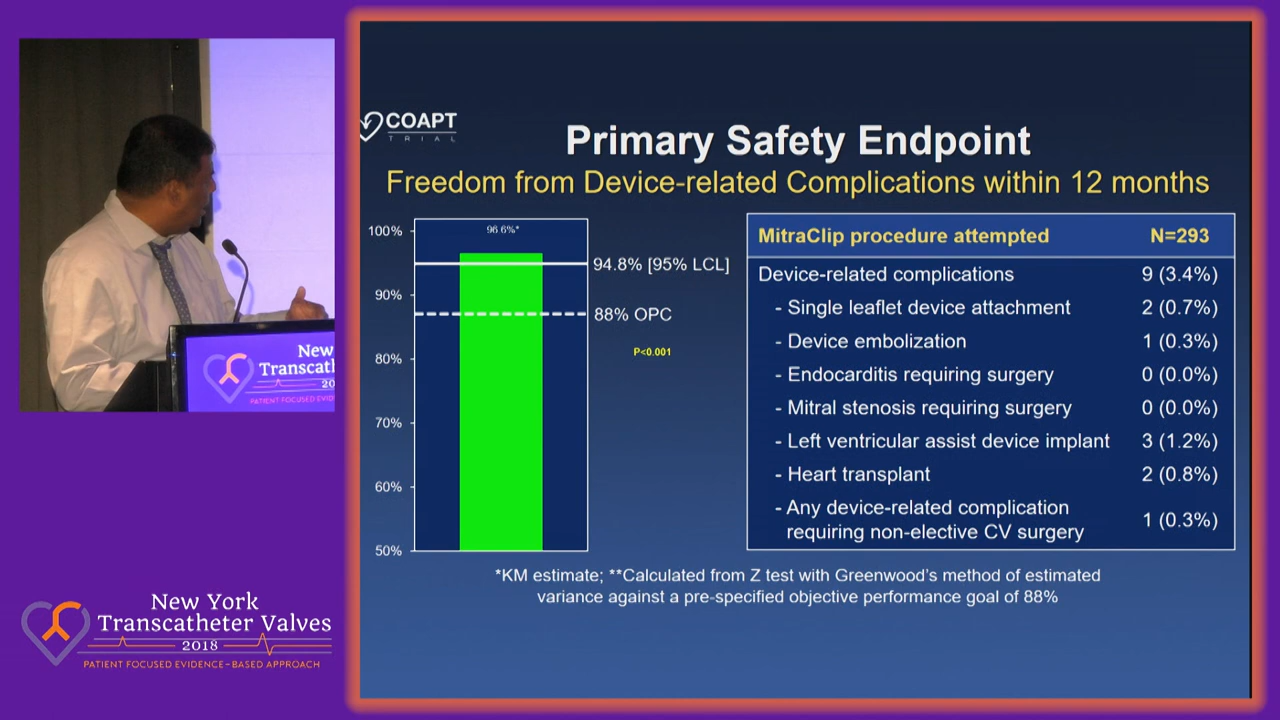 COAPT
TRIAL
Primary Safety Endpoint
Freedom from Device-related Complications within 12 months
100%
90%
80%
70%
60%
50%
96.6%*
94.8% [95% LCL]
88% OPC
P<0.001
MitraClip procedure attempted N=293
Device-related complications 9 (3.4%)
- Single leaflet device attachment 2 (0.7%)
- Device embolization 1 (0.3%)
- Endocarditis requiring surgery 0 (0.0%)
- Mitral stenosis requiring surgery 0 (0.0%)
- Left ventricular assist device implant 3 (1.2%)
- Heart transplant 2 (0.8%)
- Any device-related complication
requiring non-elective CV surgery 1 (0.3%)
*KM estimate; **Calculated from Z test with Greenwood's method of estimated
variance against a pre-specified objective performance goal of 88%
New
Transcath
20
PATIENT FOCUSED EVID
New York
Transcatheter Valves
2018
PATIENT FOCUSED EVIDENCE-BASED APPROACH